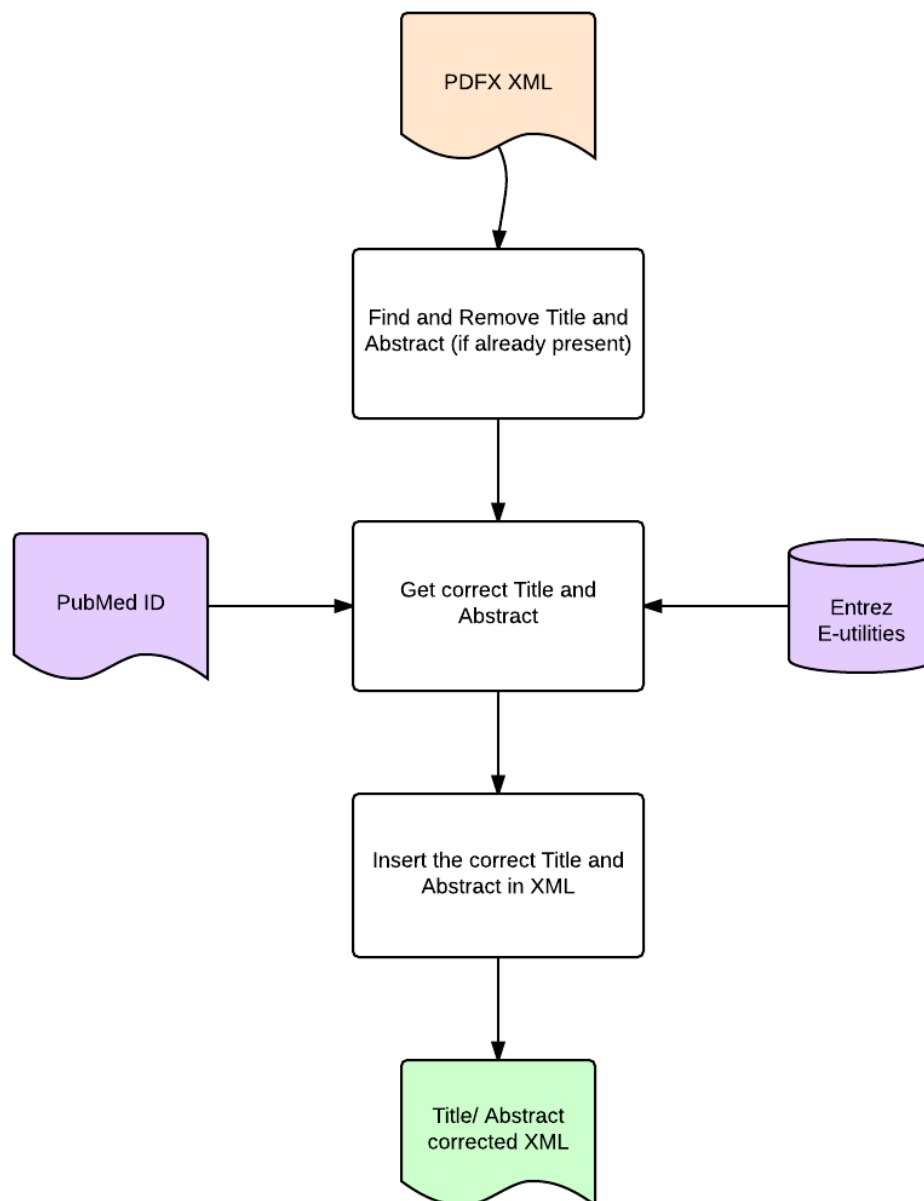 PDFX XML
Find and Remove Title and
Abstract (if already present)
PubMed ID
Get correct Title and
Abstract
Entrez
E-utilities
Insert the correct Title and
Abstract in XML
Title/ Abstract
corrected XML